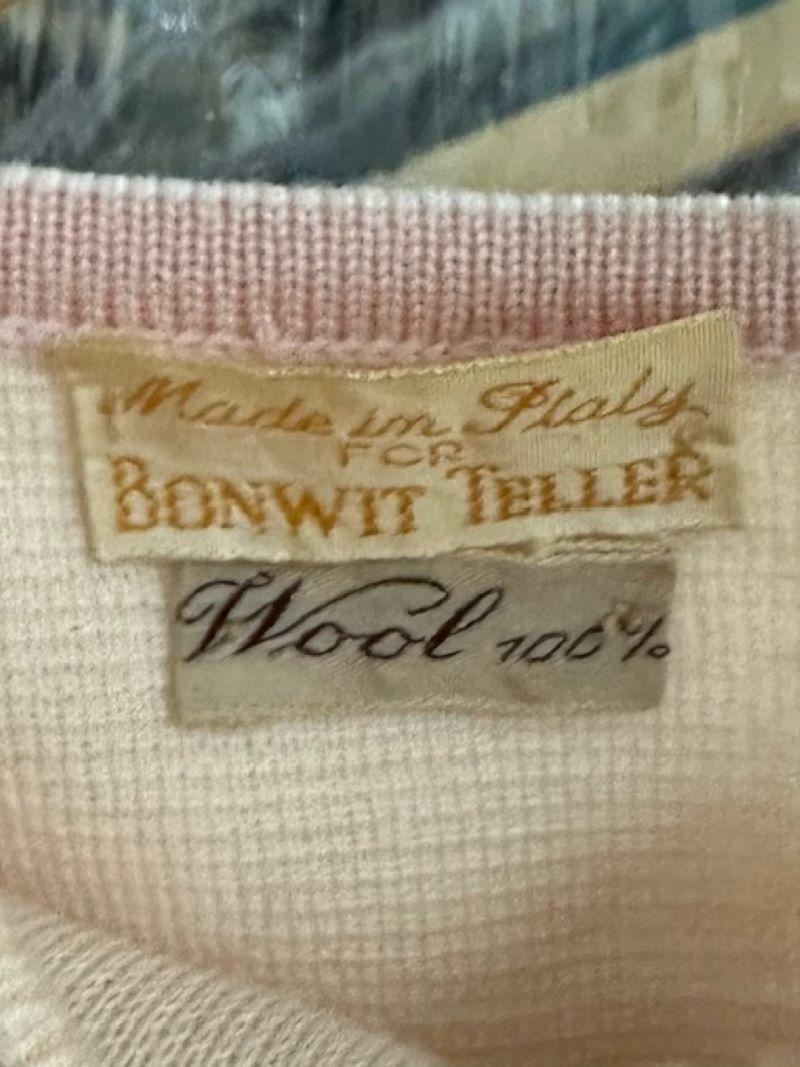 Made in Italy
FOR
BONWIT TELLER
Wool 100%